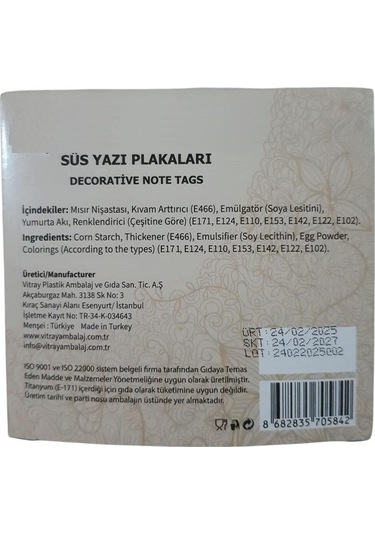 SÜS YAZI PLAKALARI
DECORATIVE NOTE TAGS
İçindekiler: Mısır Nişastası, Kıvam Arttırıcı (E466), Emülgatör (Soya Lesitini),
Yumurta Akı, Renklendirici (Çeşitine Göre) (E171, E124, E110, E153, E142, E122, E102).
Ingredients: Corn Starch, Thickener (E466), Emulsifier (Soy Lecithin), Egg Powder,
Colorings (According to the types) (E171, E124, E110, E153, E142, E122, E102).
Üretici/Manufacturer
Vitray Plastik Ambalaj ve Gıda San. Tic. A.Ş
Akçaburgaz Mah. 3138 Sk No: 3
Kıraç Sanayi Alanı Esenyurt/İstanbul
İşletme Kayıt No: TR-34-K-034643
Menşei : Türkiye Made in Turkey
www.vitrayambalaj.com
info@vitrayambalaj.com
ÜRT: 24/02/2025
SKT: 24/02/2027
LOT: 24022025002
ISO 9001 ve ISO 22000 sistem belgeli firma tarafından Gıdaya Temas
Eden Madde ve Malzemeler Yönetmeliğine uygun olarak üretilmiştir.
Titanyum (E-171) içerdiği için gıda olarak tüketimine uygun değildir.
Üretim tarihi ve parti nosu ambalajın üstünde yer almaktadır.
8 682835 705842